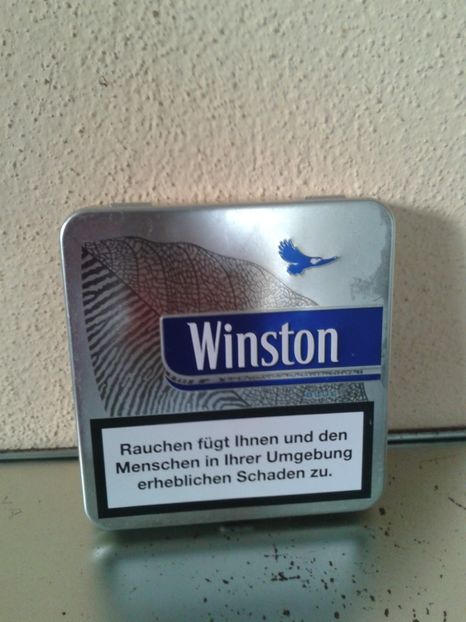 Winston
Rauchen fügt Ihnen und den
Menschen in Ihrer Umgebung
erheblichen Schaden zu.